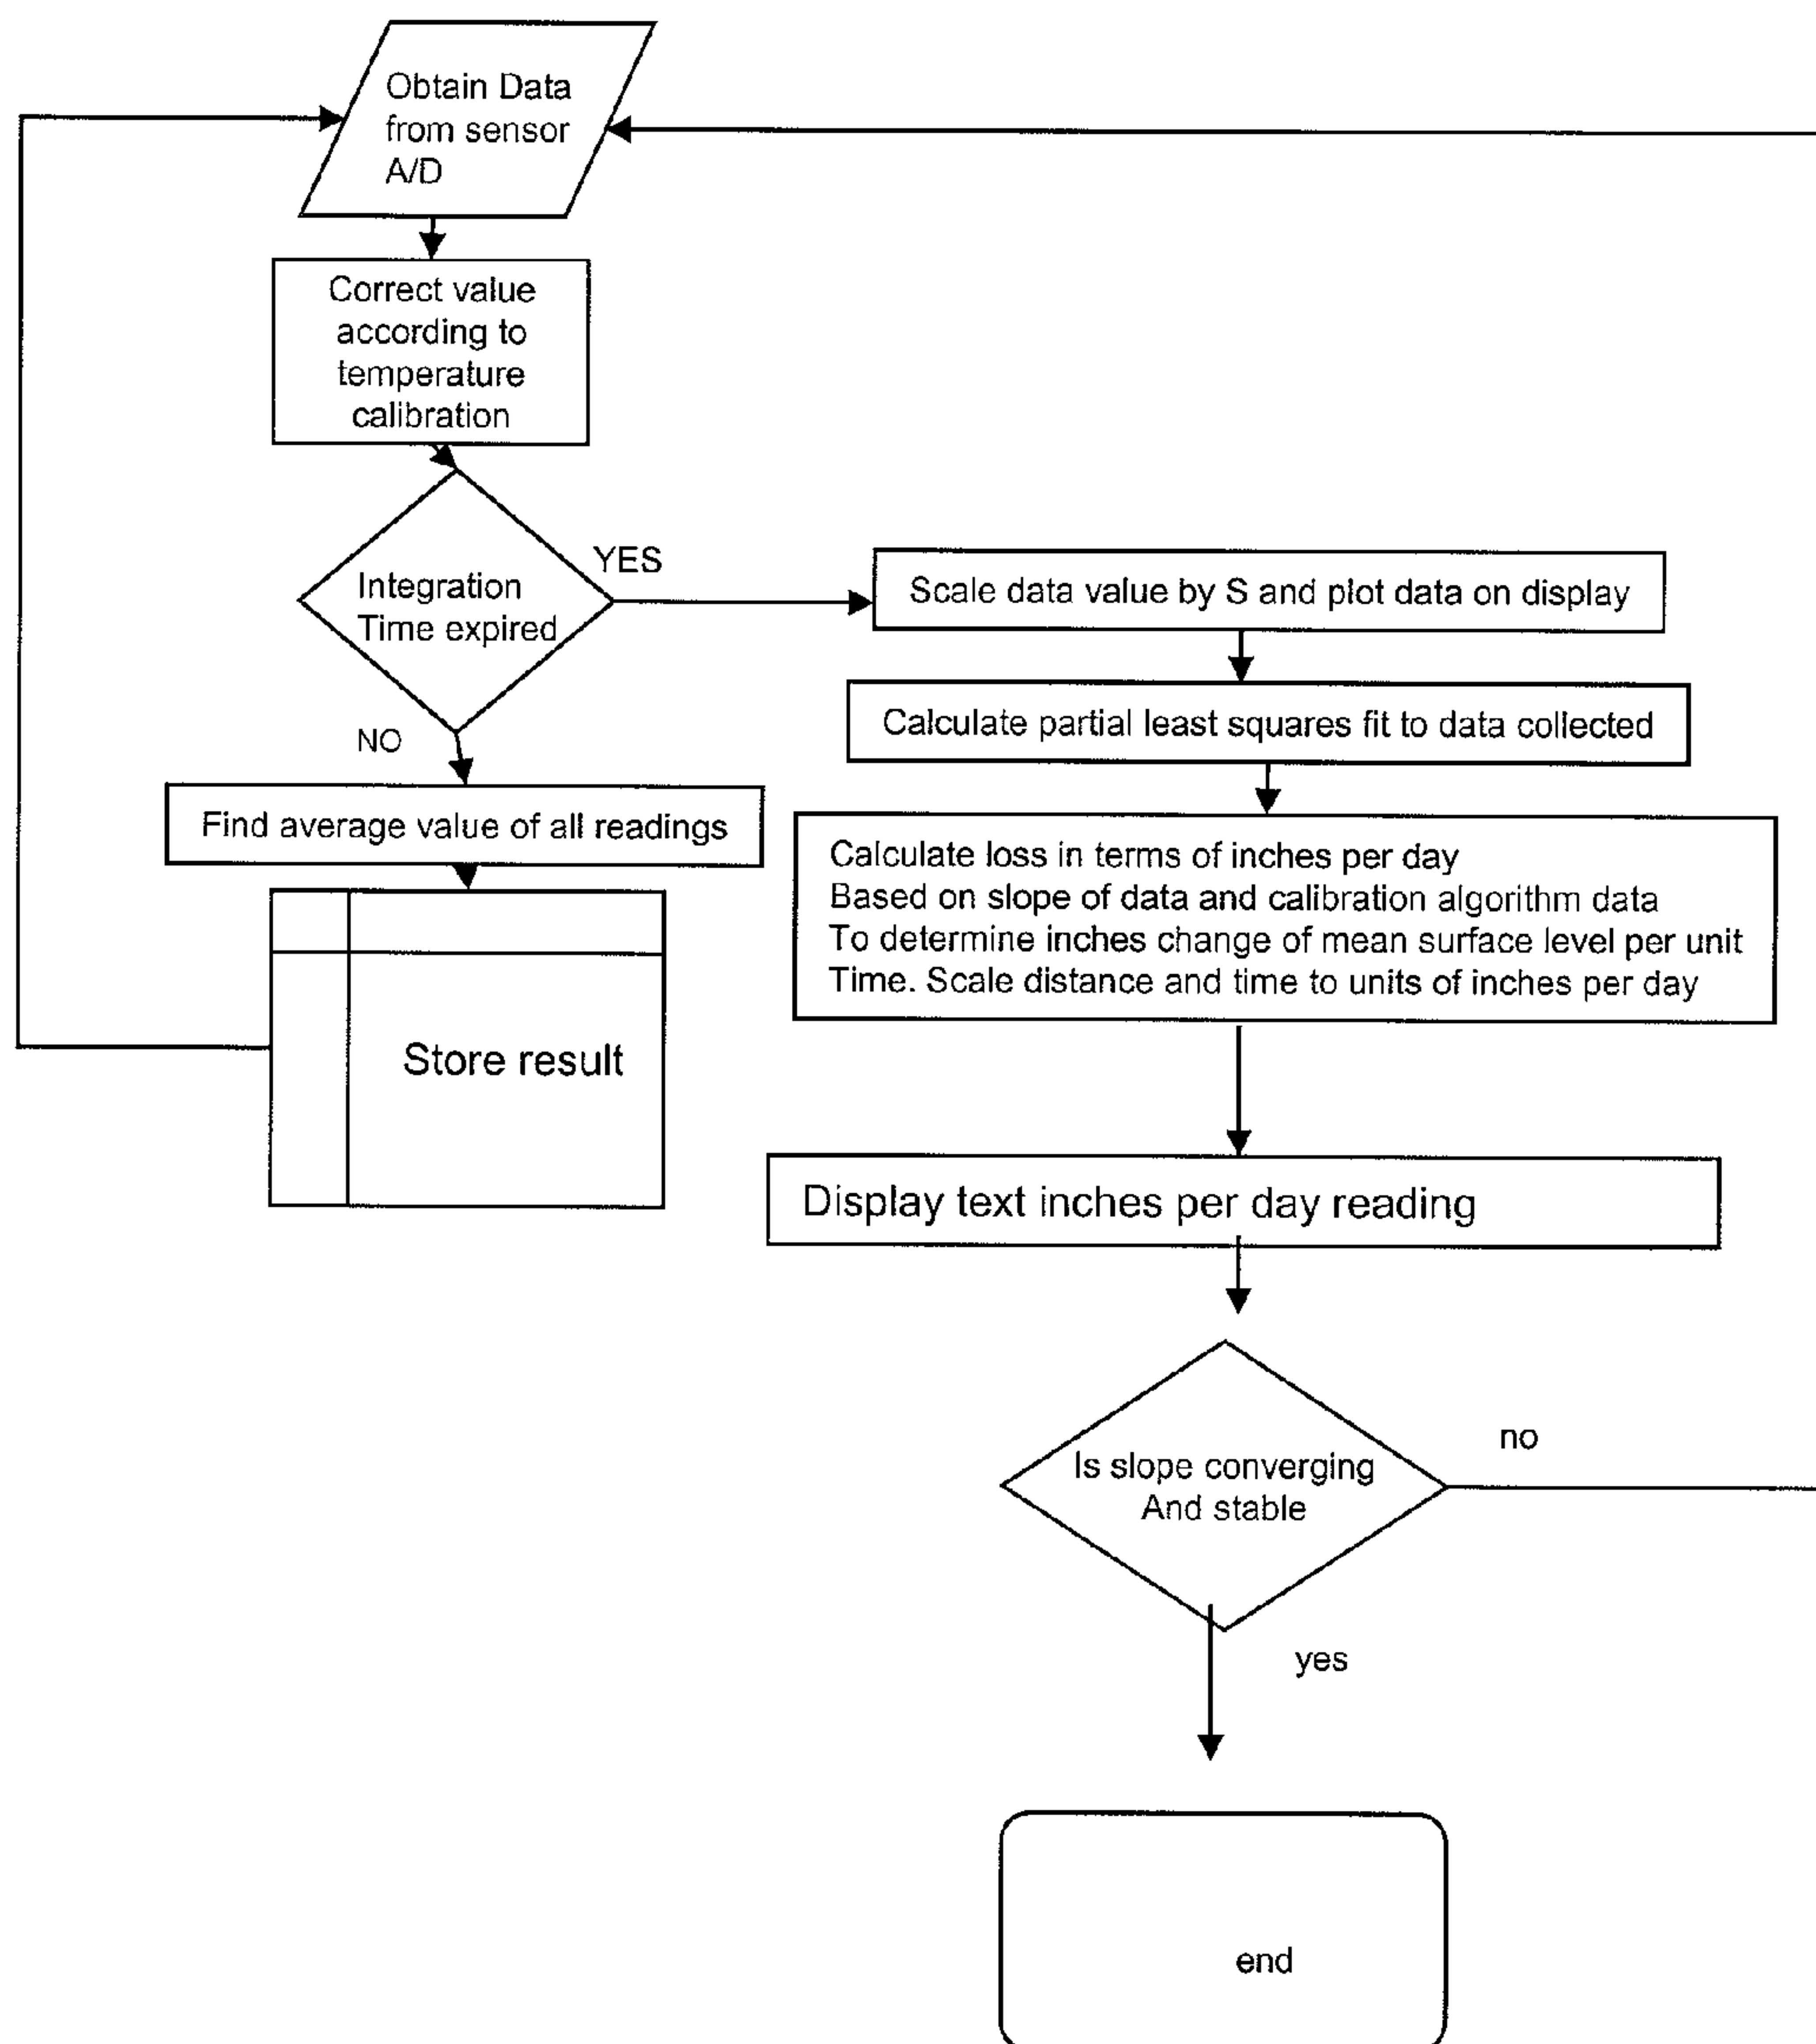 Obtain Data
from sensor
A/D
Correct value
according to
temperature
calibration
Integration
Time expired
YES
NO
Find average value of all readings
Store result
Scale data value by S and plot data on display
Calculate partial least squares fit to data collected
Calculate loss in terms of inches per day
Based on slope of data and calibration algorithm data
To determine inches change of mean surface level per unit
Time. Scale distance and time to units of inches per day
Display text inches per day reading
Is slope converging
And stable
no
yes
end